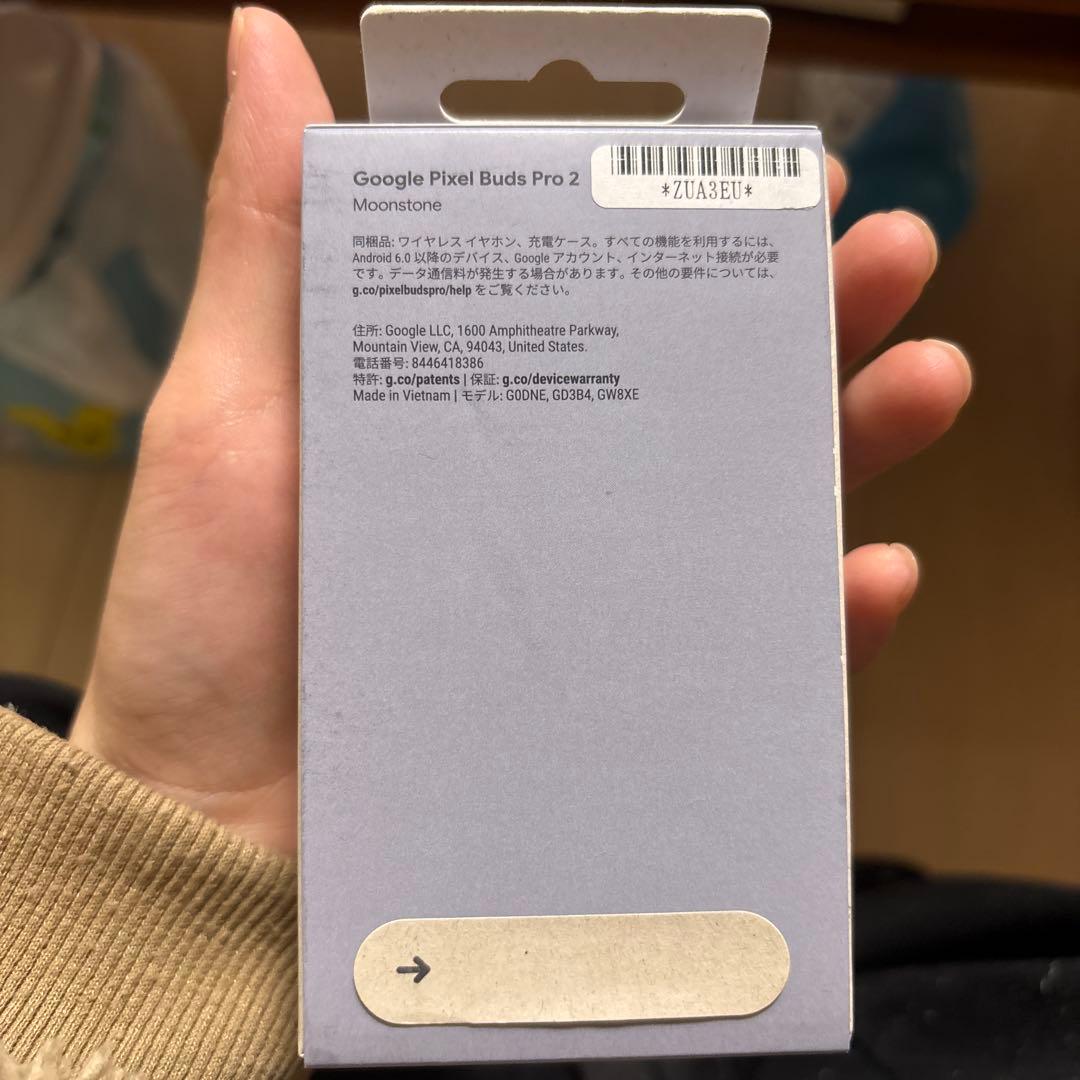 Google Pixel Buds Pro 2
*ZUA3EU*
Moonstone
同梱品: ワイヤレス イヤホン、充電ケース。すべての機能を利用するには、
Android 6.0 以降のデバイス、Google アカウント、インターネット接続が必要
です。データ通信料が発生する場合があります。その他の要件については、
g.co/pixelbudspro/help をご覧ください。
住所: Google LLC, 1600 Amphitheatre Parkway,
Mountain View, CA, 94043, United States.
電話番号: 8446418386
特許: g.co/patents | 保証: g.co/devicewarranty
Made in Vietnam | モデル: G0DNE, GD3B4, GW8XE